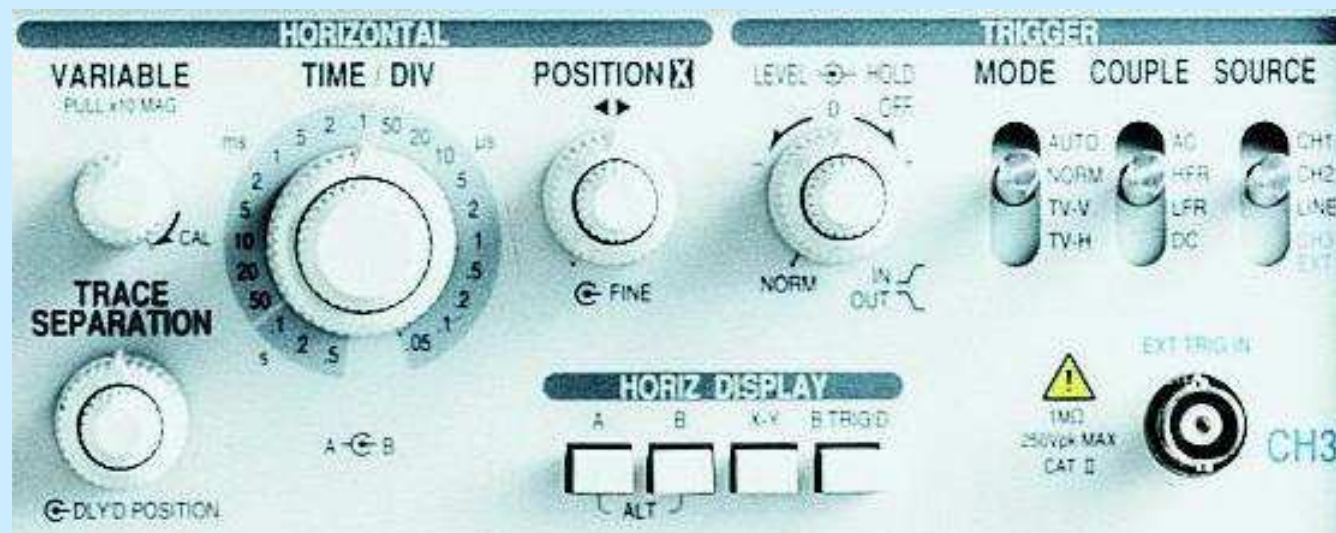 HORIZONTAL
VARIABLE
PULL x10 MAG
TIME / DIV
POSITION X
ms
5
2
1
50
20
10
µs
1
2
5
10
20
50
.1
.2
.5
s
5
2
1
.5
.2
.1
.05
CAL
FINE
TRACE
SEPARATION
DLY'D POSITION
A B
TRIGGER
LEVEL HOLD
0 OFF
- +
NORM
IN
OUT
MODE COUPLE SOURCE
AUTO AC CH1
NORM HFR CH2
TV-V LFR LINE
TV-H DC CH3
EXT
HORIZ DISPLAY
A B X-Y B TRIG'D
ALT
EXT TRIG IN
1MΩ
250Vpk MAX
CAT II
CH3